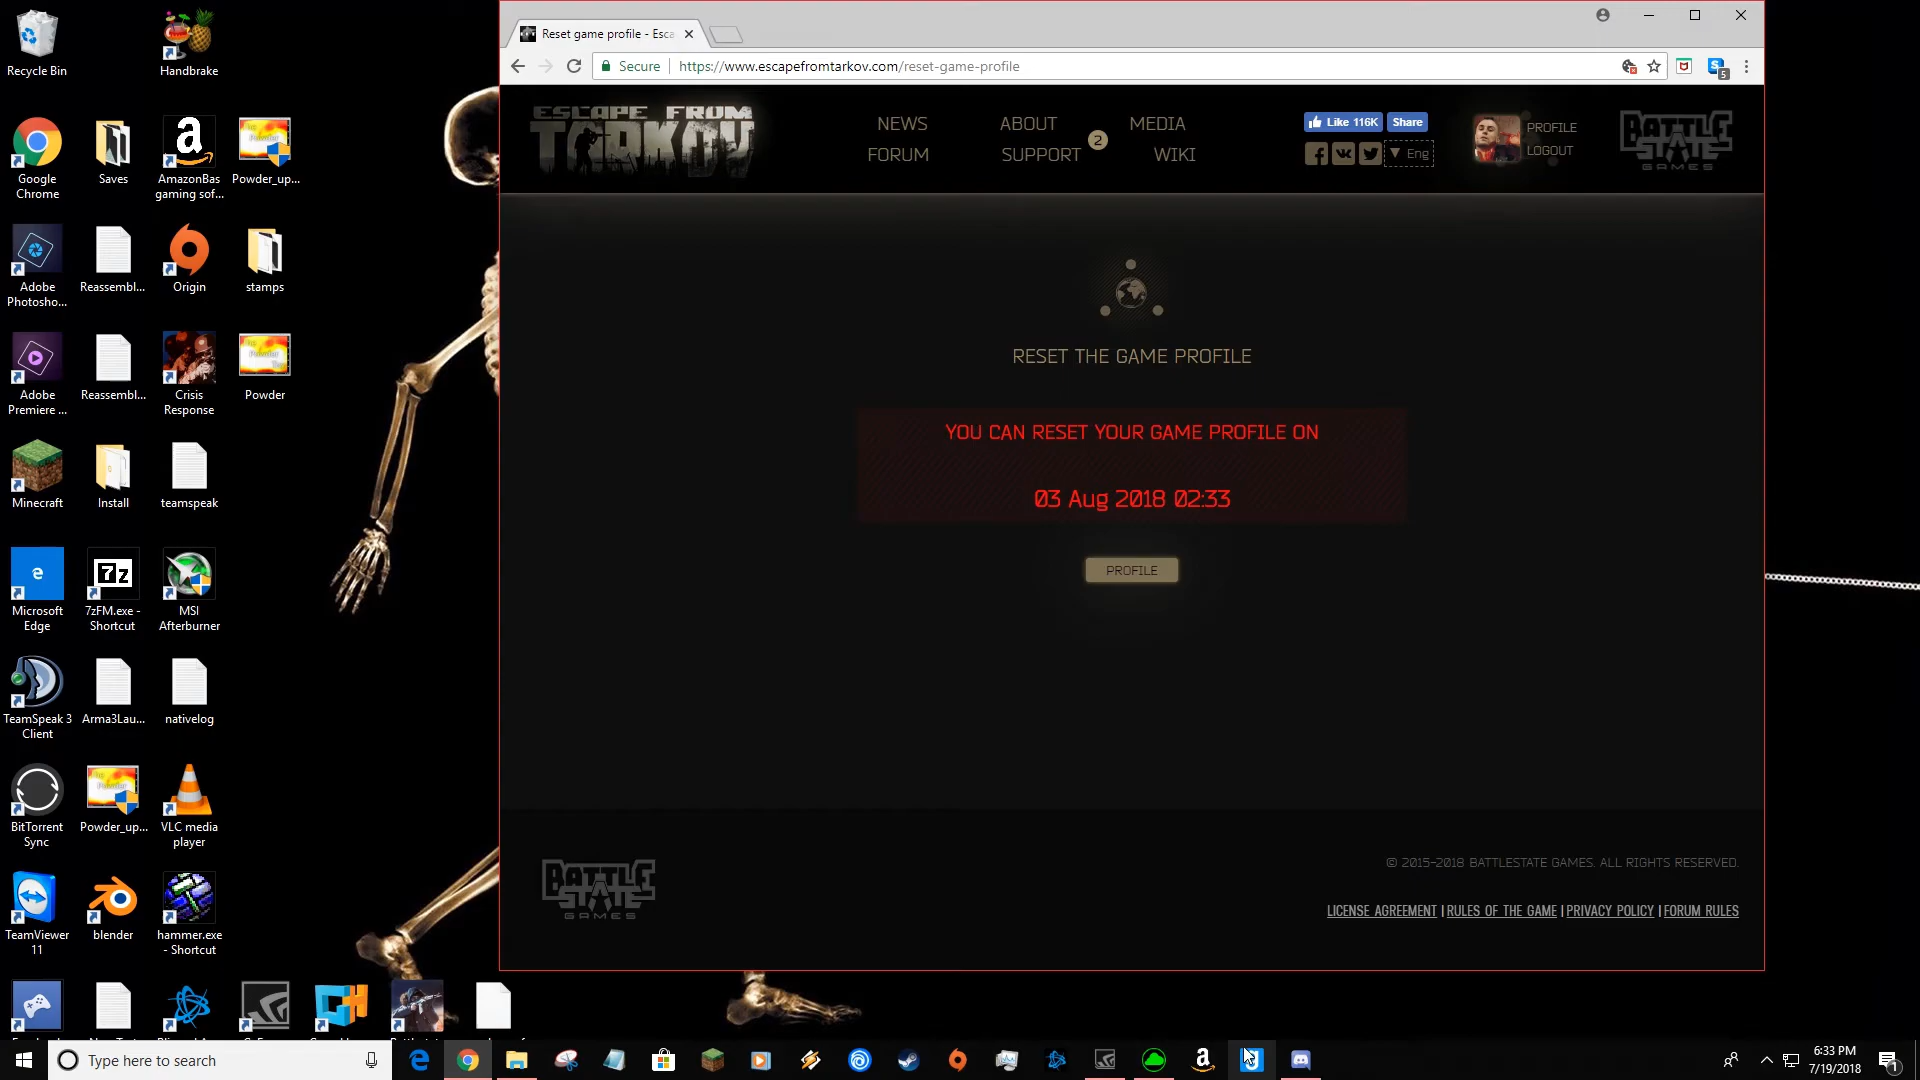 Recycle Bin
Handbrake
Google
Chrome
Saves
AmazonBas
gaming sof...
Powder_up...
Adobe
Photosho...
Reassembl...
Origin
stamps
Adobe
Premiere ...
Reassembl...
Crisis
Response
Powder
Minecraft
Install
teamspeak
Microsoft
Edge
7zFM.exe -
Shortcut
MSI
Afterburner
TeamSpeak 3
Client
Arma3Lau...
nativelog
BitTorrent
Sync
Powder_up...
VLC media
player
TeamViewer
11
blender
hammer.exe
- Shortcut
Reset game profile - Esca
Secure
https://www.escapefromtarkov.com/reset-game-profile
5
ESCAPE FROM
TARKOV
NEWS
ABOUT
MEDIA
FORUM
SUPPORT
2
WIKI
Like 116K
Share
Eng
PROFILE
LOGOUT
BATTLE
STATE
GAMES
RESET THE GAME PROFILE
YOU CAN RESET YOUR GAME PROFILE ON
03 Aug 2018 02:33
PROFILE
BATTLE
STATE
GAMES
© 2015-2018 BATTLESTATE GAMES. ALL RIGHTS RESERVED.
LICENSE AGREEMENT | RULES OF THE GAME | PRIVACY POLICY | FORUM RULES
Type here to search
6:33 PM
7/19/2018
1